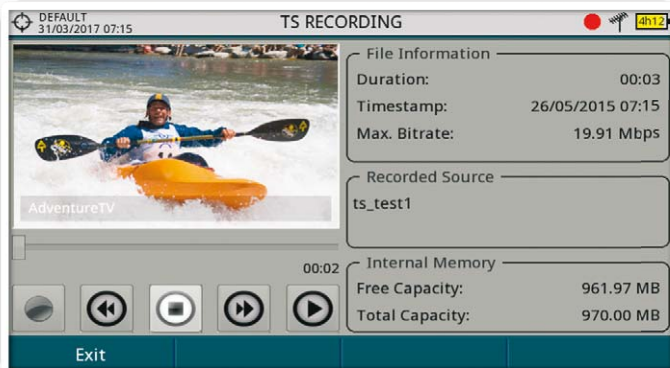 DEFAULT
31/03/2017 07:15
TS RECORDING
4h12
AdventureTV
00:02
File Information
Duration: 00:03
Timestamp: 26/05/2015 07:15
Max. Bitrate: 19.91 Mbps
Recorded Source
ts_test1
Internal Memory
Free Capacity: 961.97 MB
Total Capacity: 970.00 MB
Exit